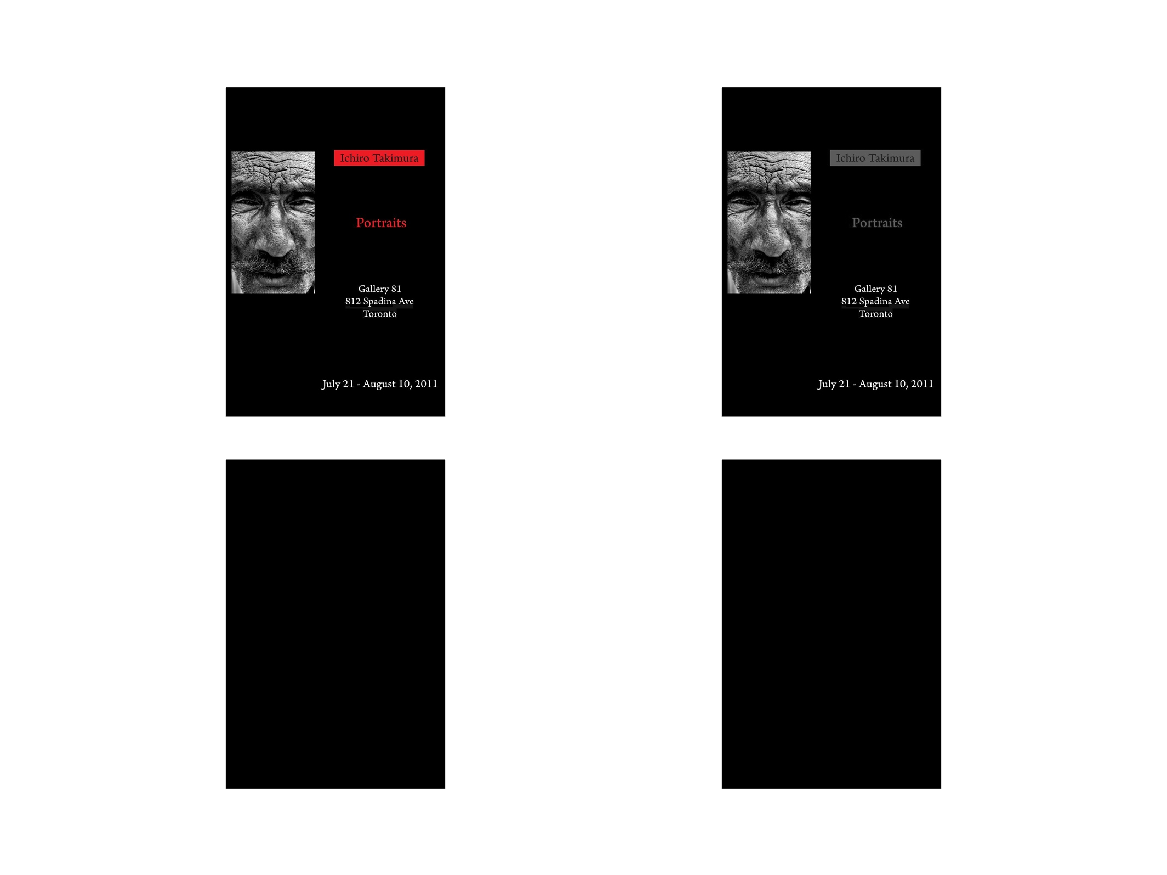 Ichiro Takimura
Portraits
Gallery 81
812 Spadina Ave
Toronto
July 21 - August 10, 2011
Ichiro Takimura
Portraits
Gallery 81
812 Spadina Ave
Toronto
July 21 - August 10, 2011